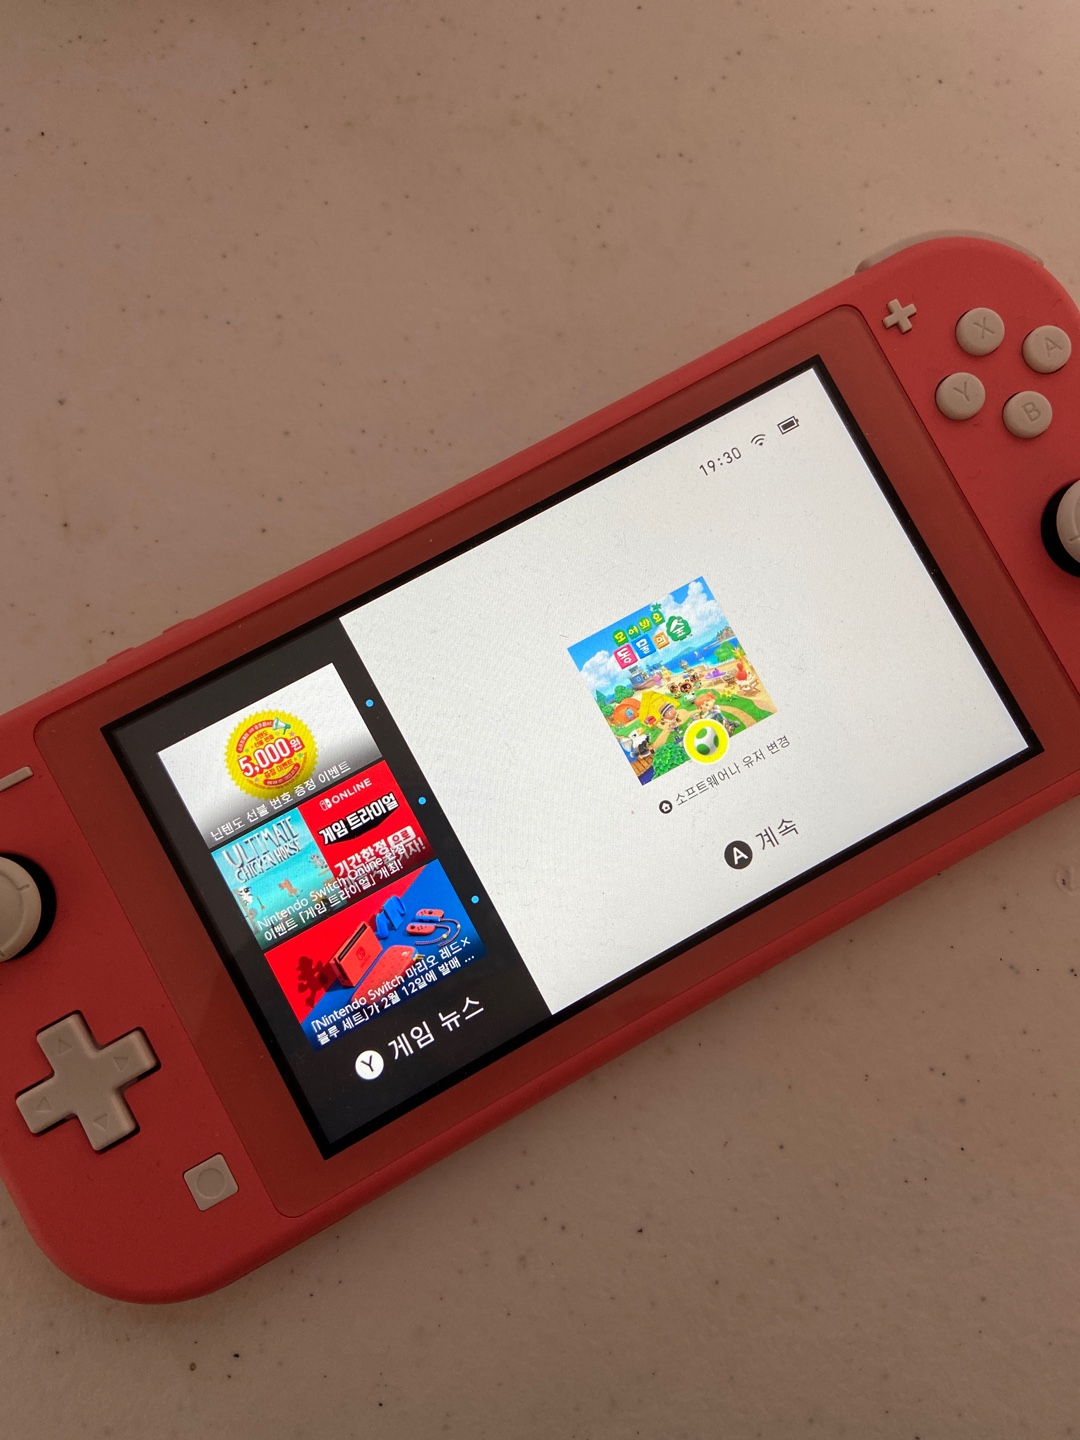 19:30
5,000원
닌텐도 선불 번호 증정 이벤트
ULTIMATE
CHICKEN HORSE
ONLINE
게임 트라이얼
기간한정으로
Nintendo Switch Online 한정
이벤트 「게임 트라이얼」 개최!
「Nintendo Switch 마리오 레드×
블루 세트」가 2월 12일에 발매 ...
Y 게임 뉴스
모여봐요
동물의 숲
소프트웨어나 유저 변경
A 계속
X
A
Y
B